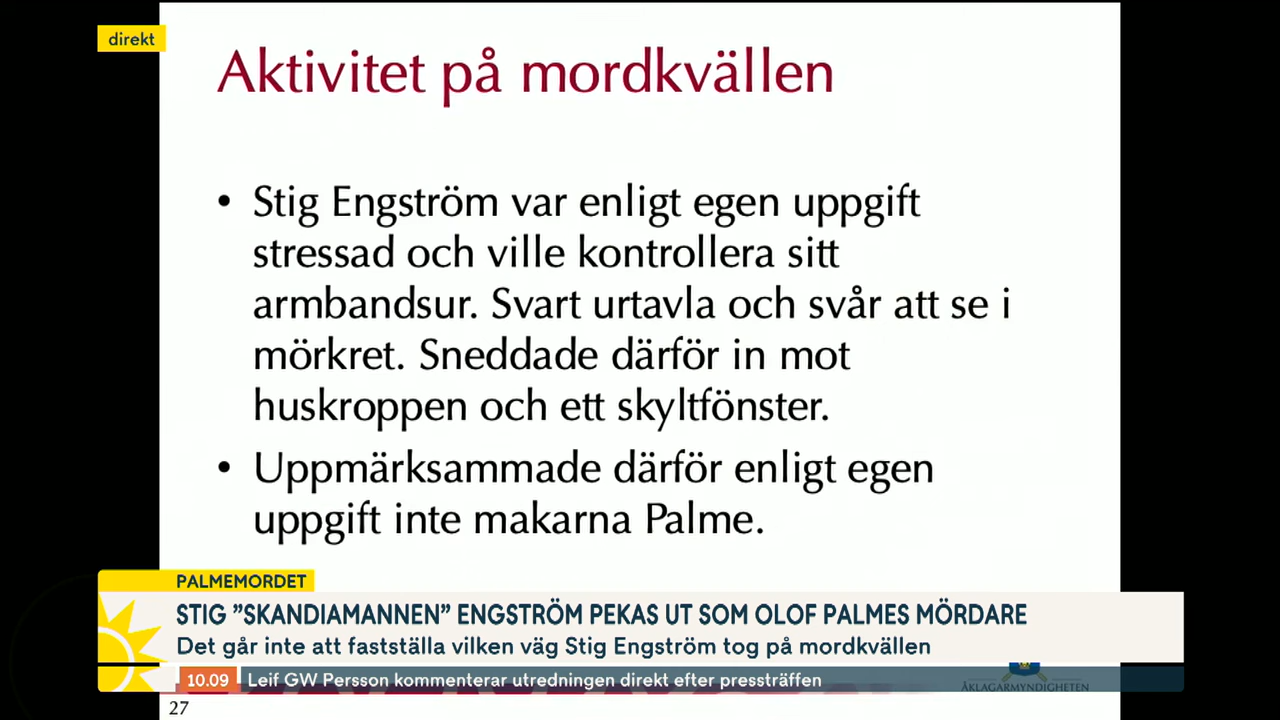 direkt
Aktivitet på mordkvällen
• Stig Engström var enligt egen uppgift
stressad och ville kontrollera sitt
armbandsur. Svart urtavla och svår att se i
mörkret. Sneddade därför in mot
huskroppen och ett skyltfönster.
• Uppmärksammade därför enligt egen
uppgift inte makarna Palme.
PALMEMORDET
STIG ”SKANDIAMANNEN” ENGSTRÖM PEKAS UT SOM OLOF PALMES MÖRDARE
Det går inte att fastställa vilken väg Stig Engström tog på mordkvällen
10.09 Leif GW Persson kommenterar utredningen direkt efter pressträffen
ÅKLAGARMYNDIGHETEN
27